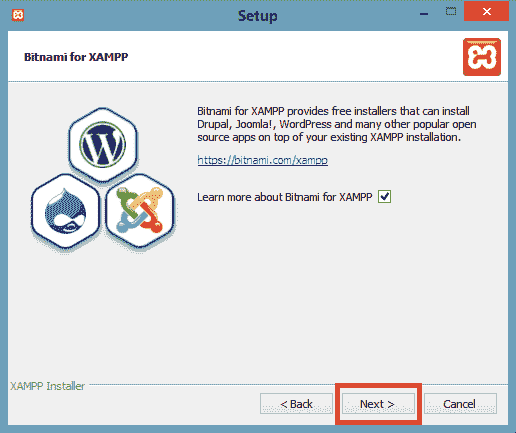 Setup
Bitnami for XAMPP
Bitnami for XAMPP provides free installers that can install
Drupal, Joomla!, WordPress and many other popular open
source apps on top of your existing XAMPP installation.
https://bitnami.com/xampp
Learn more about Bitnami for XAMPP
XAMPP Installer
< Back
Next >
Cancel